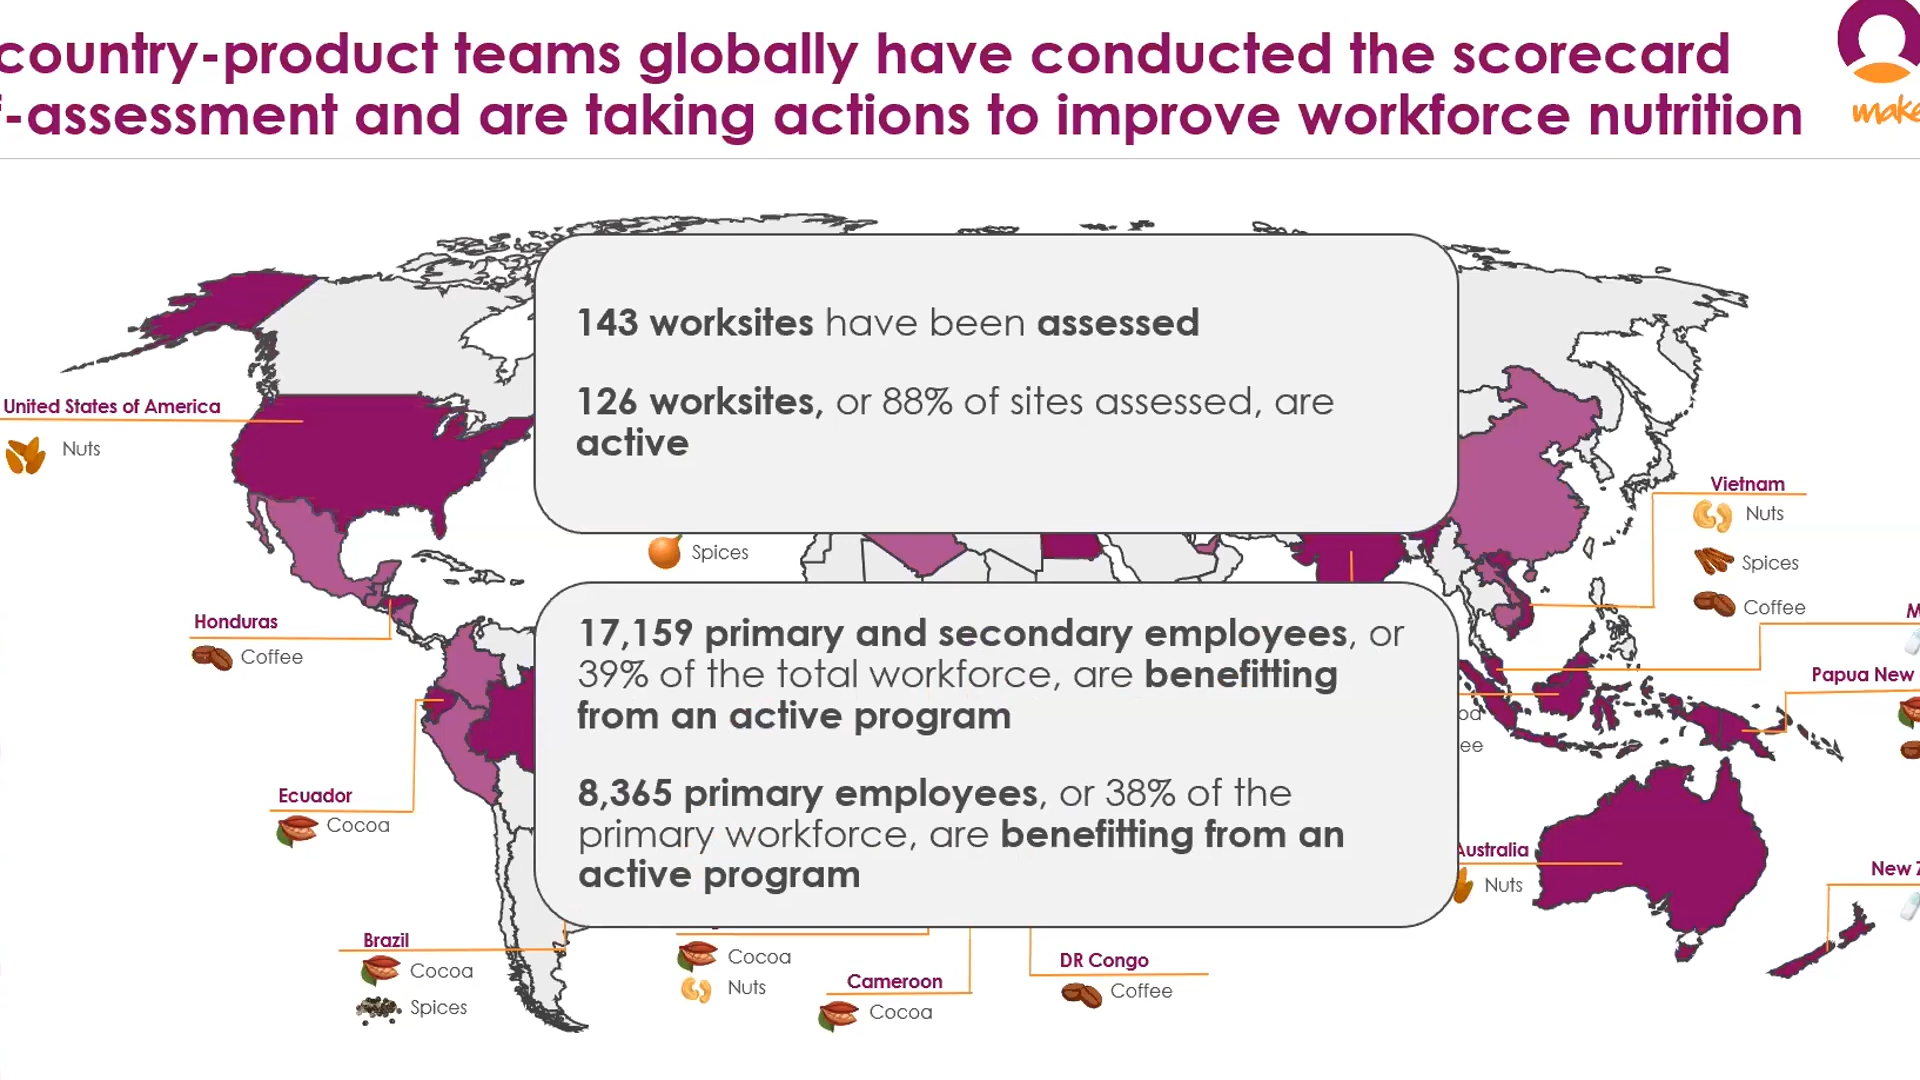 country-product teams globally have conducted the scorecard
-assessment and are taking actions to improve workforce nutrition
make
143 worksites have been assessed
126 worksites, or 88% of sites assessed, are
active
17,159 primary and secondary employees, or
39% of the total workforce, are benefitting
from an active program
8,365 primary employees, or 38% of the
primary workforce, are benefitting from an
active program
United States of America
Nuts
Spices
Honduras
Coffee
Ecuador
Cocoa
Brazil
Cocoa
Spices
Cocoa
Nuts
Cameroon
Cocoa
DR Congo
Coffee
Vietnam
Nuts
Spices
Coffee
Papua New
Australia
Nuts
New